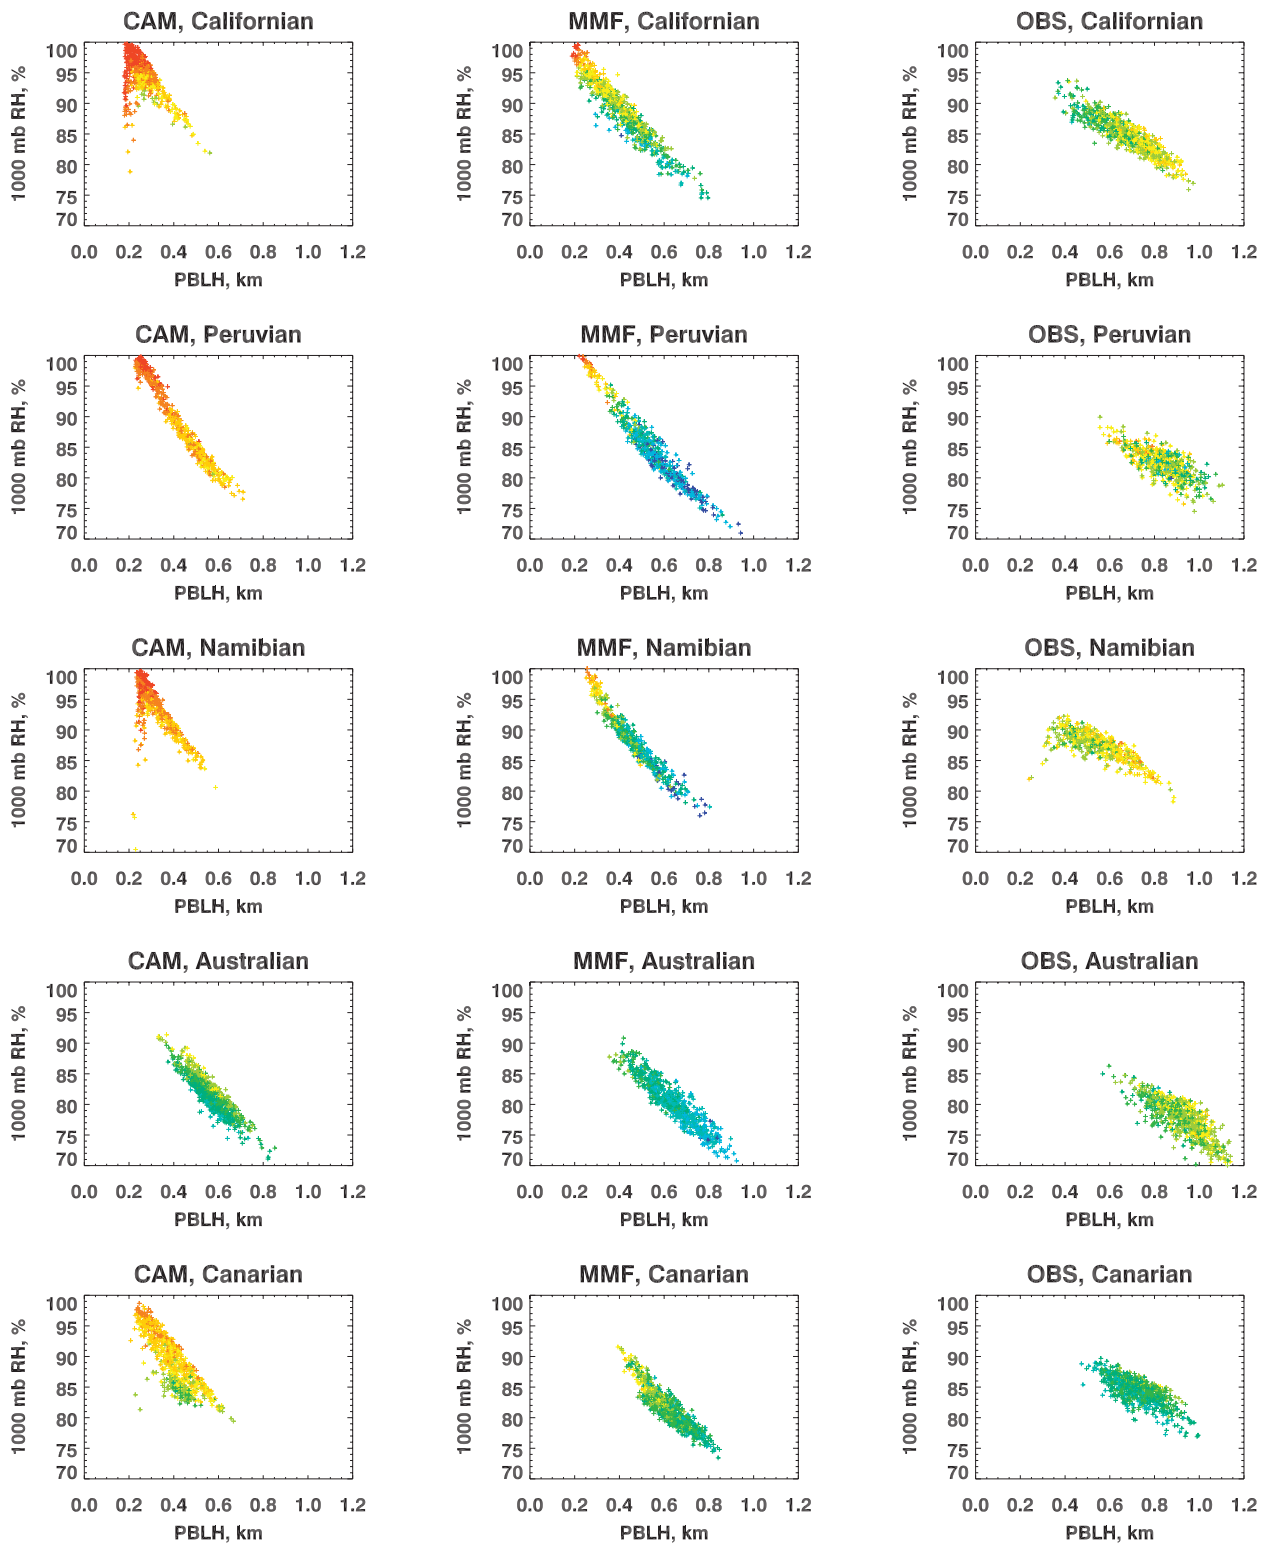 CAM, Californian
MMF, Californian
OBS, Californian
100
95
90
85
80
75
70
1000 mb RH, %
0.0 0.2 0.4 0.6 0.8 1.0 1.2
PBLH, km
100
95
90
85
80
75
70
1000 mb RH, %
0.0 0.2 0.4 0.6 0.8 1.0 1.2
PBLH, km
100
95
90
85
80
75
70
1000 mb RH, %
0.0 0.2 0.4 0.6 0.8 1.0 1.2
PBLH, km
CAM, Peruvian
MMF, Peruvian
OBS, Peruvian
100
95
90
85
80
75
70
1000 mb RH, %
0.0 0.2 0.4 0.6 0.8 1.0 1.2
PBLH, km
100
95
90
85
80
75
70
1000 mb RH, %
0.0 0.2 0.4 0.6 0.8 1.0 1.2
PBLH, km
100
95
90
85
80
75
70
1000 mb RH, %
0.0 0.2 0.4 0.6 0.8 1.0 1.2
PBLH, km
CAM, Namibian
MMF, Namibian
OBS, Namibian
100
95
90
85
80
75
70
1000 mb RH, %
0.0 0.2 0.4 0.6 0.8 1.0 1.2
PBLH, km
100
95
90
85
80
75
70
1000 mb RH, %
0.0 0.2 0.4 0.6 0.8 1.0 1.2
PBLH, km
100
95
90
85
80
75
70
1000 mb RH, %
0.0 0.2 0.4 0.6 0.8 1.0 1.2
PBLH, km
CAM, Australian
MMF, Australian
OBS, Australian
100
95
90
85
80
75
70
1000 mb RH, %
0.0 0.2 0.4 0.6 0.8 1.0 1.2
PBLH, km
100
95
90
85
80
75
70
1000 mb RH, %
0.0 0.2 0.4 0.6 0.8 1.0 1.2
PBLH, km
100
95
90
85
80
75
70
1000 mb RH, %
0.0 0.2 0.4 0.6 0.8 1.0 1.2
PBLH, km
CAM, Canarian
MMF, Canarian
OBS, Canarian
100
95
90
85
80
75
70
1000 mb RH, %
0.0 0.2 0.4 0.6 0.8 1.0 1.2
PBLH, km
100
95
90
85
80
75
70
1000 mb RH, %
0.0 0.2 0.4 0.6 0.8 1.0 1.2
PBLH, km
100
95
90
85
80
75
70
1000 mb RH, %
0.0 0.2 0.4 0.6 0.8 1.0 1.2
PBLH, km